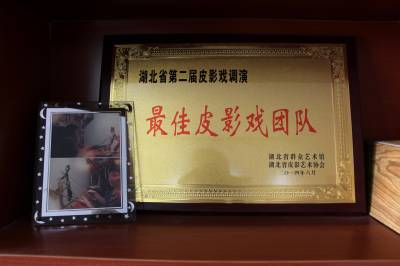 湖北省第二届皮影戏调演
最佳皮影戏团队
湖北省群众艺术馆
湖北省皮影艺术协会
二〇一四年六月